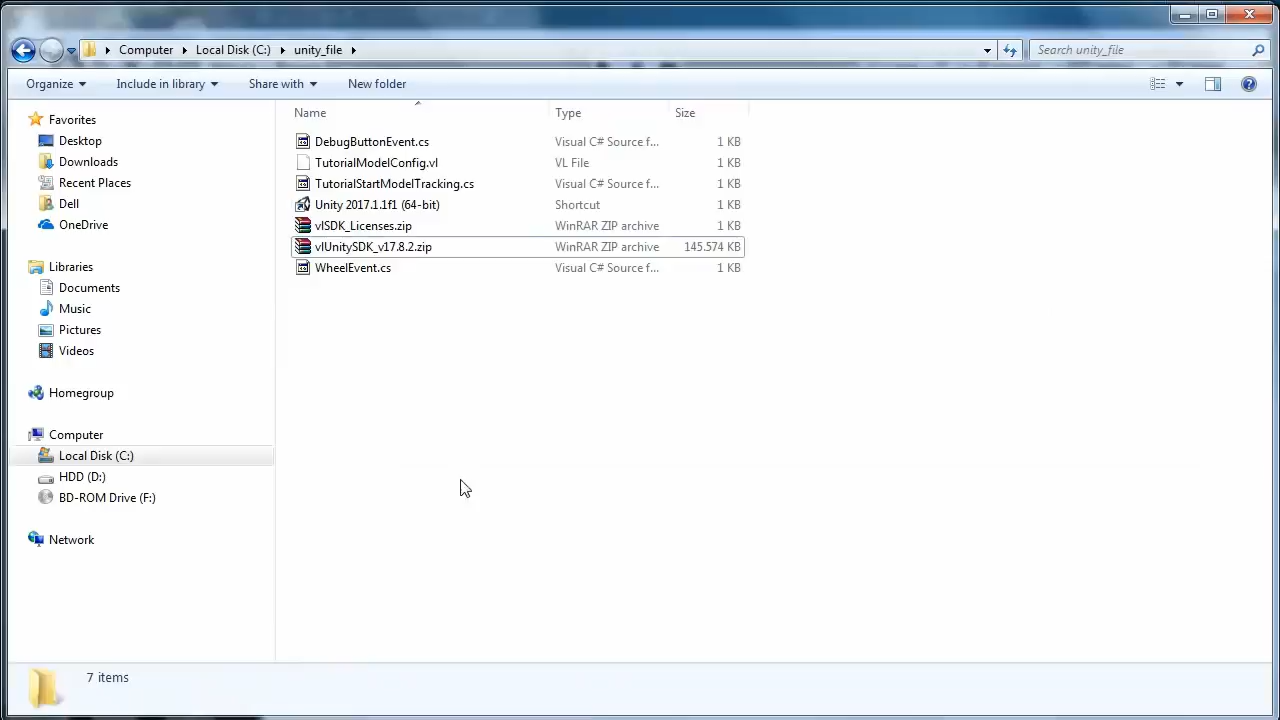 Computer Local Disk (C:) unity_file
Search unity_file
Organize Include in library Share with New folder
Name Type Size
Favorites
Desktop
Downloads
Recent Places
Dell
OneDrive
Libraries
Documents
Music
Pictures
Videos
Homegroup
Computer
Local Disk (C:)
HDD (D:)
BD-ROM Drive (F:)
Network
DebugButtonEvent.cs Visual C# Source f... 1 KB
TutorialModelConfig.vl VL File 1 KB
TutorialStartModelTracking.cs Visual C# Source f... 1 KB
Unity 2017.1.1f1 (64-bit) Shortcut 1 KB
vlSDK_Licenses.zip WinRAR ZIP archive 1 KB
vlUnitySDK_v17.8.2.zip WinRAR ZIP archive 145.574 KB
WheelEvent.cs Visual C# Source f... 1 KB
7 items